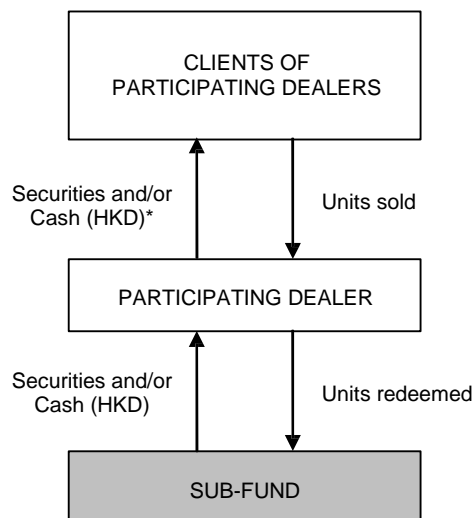 CLIENTS OF
PARTICIPATING DEALERS
Securities and/or
Cash (HKD)*
Units sold
PARTICIPATING DEALER
Securities and/or
Cash (HKD)
Units redeemed
SUB-FUND